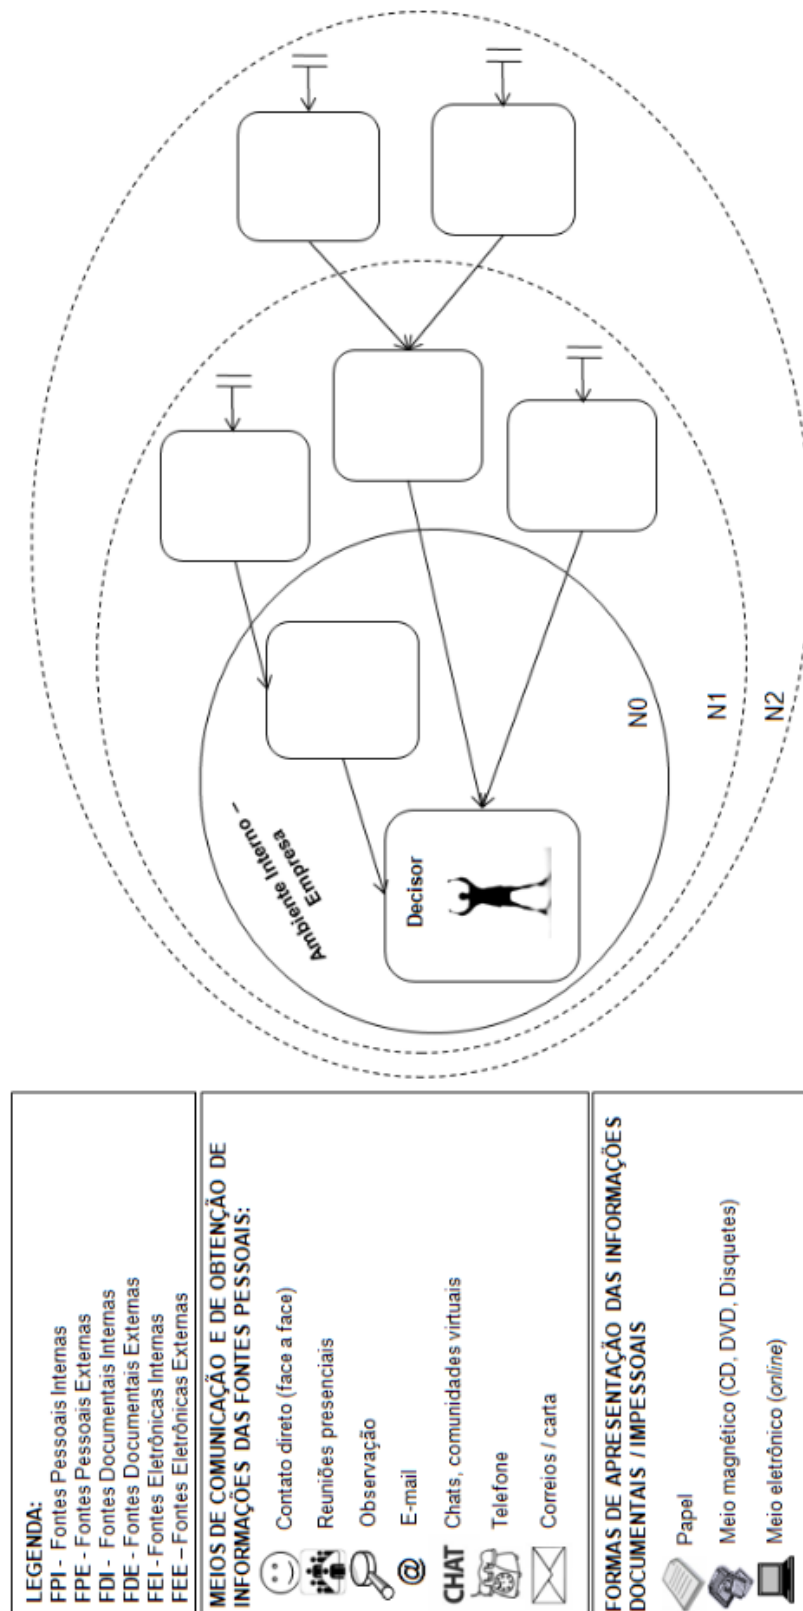 Ambiente Interno –
Empresa
Decisor
N0
N1
N2
LEGENDA:
FPI - Fontes Pessoais Internas
FPE - Fontes Pessoais Externas
FDI - Fontes Documentais Internas
FDE - Fontes Documentais Externas
FEI - Fontes Eletrônicas Internas
FEE – Fontes Eletrônicas Externas
MEIOS DE COMUNICAÇÃO E DE OBTENÇÃO DE
INFORMAÇÕES DAS FONTES PESSOAIS:
Contato direto (face a face)
Reuniões presenciais
Observação
@ E-mail
CHAT Chats, comunidades virtuais
Telefone
Correios / carta
FORMAS DE APRESENTAÇÃO DAS INFORMAÇÕES
DOCUMENTAIS / IMPESSOAIS
Papel
Meio magnético (CD, DVD, Disquetes)
Meio eletrônico (online)